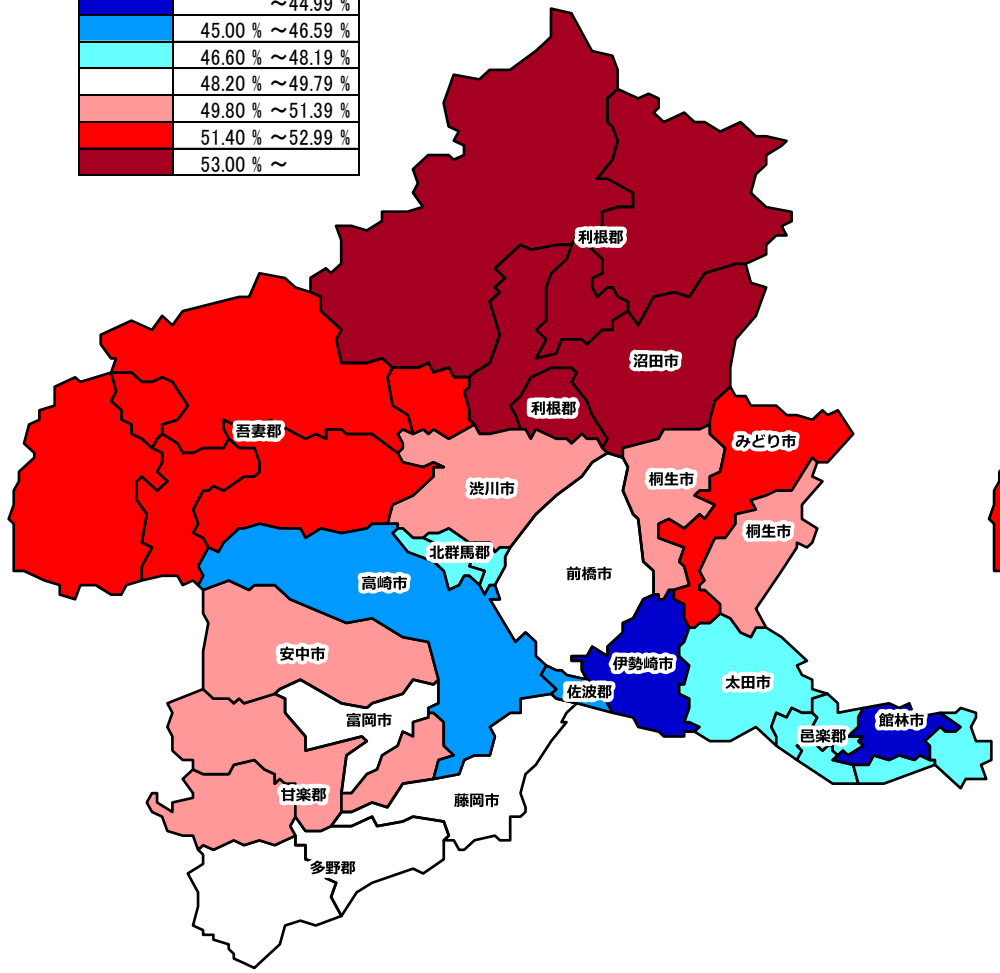 ～44.99 %
45.00 % ～46.59 %
46.60 % ～48.19 %
48.20 % ～49.79 %
49.80 % ～51.39 %
51.40 % ～52.99 %
53.00 % ～
利根郡
沼田市
利根郡
吾妻郡
みどり市
桐生市
渋川市
桐生市
北群馬郡
前橋市
高崎市
安中市
伊勢崎市
太田市
佐波郡
富岡市
館林市
邑楽郡
甘楽郡
藤岡市
多野郡